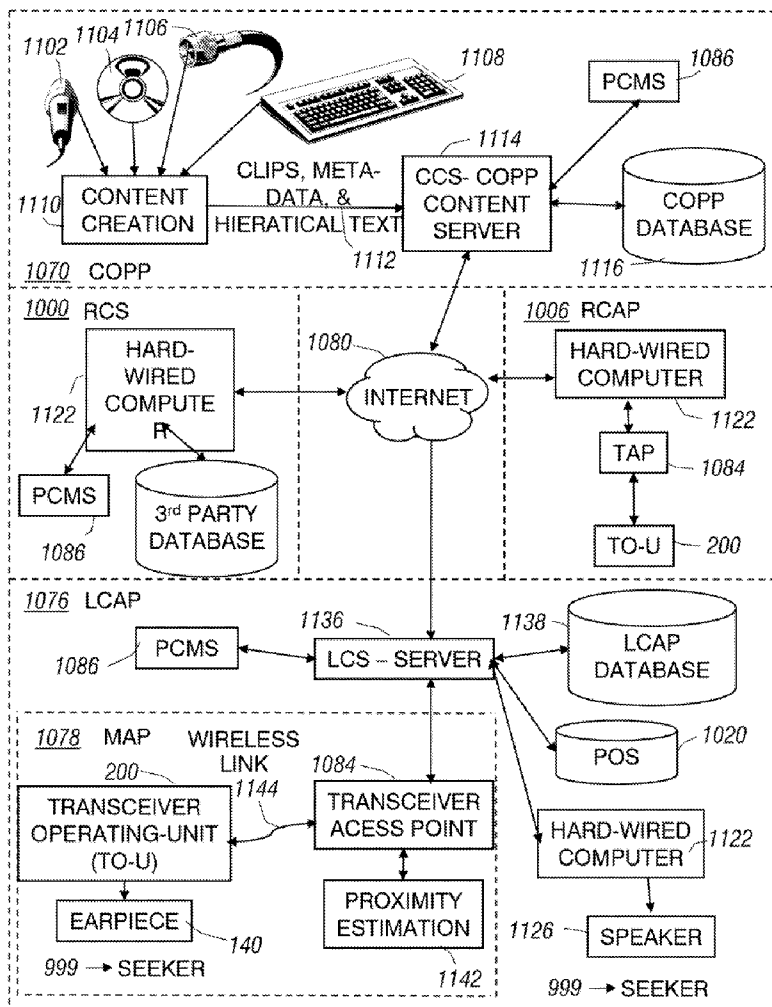 1102
1104
1106
1108
PCMS
1086
1114
CLIPS, META-
DATA, &
HIERATICAL TEXT
1112
1110
CONTENT
CREATION
CCS- COPP
CONTENT
SERVER
COPP
DATABASE
1116
1070 COPP
1000 RCS
HARD-
WIRED
COMPUTE
R
1122
PCMS
1086
3rd PARTY
DATABASE
1080
INTERNET
1006 RCAP
HARD-WIRED
COMPUTER
1122
TAP
1084
TO-U
200
1076 LCAP
PCMS
1086
1136
LCS – SERVER
1138
LCAP
DATABASE
POS
1020
1078 MAP
WIRELESS
LINK
200
1144
1084
TRANSCEIVER
OPERATING-UNIT
(TO-U)
TRANSCEIVER
ACESS POINT
EARPIECE
140
PROXIMITY
ESTIMATION
1142
999 → SEEKER
HARD-WIRED
COMPUTER
1122
1126
SPEAKER
999 → SEEKER